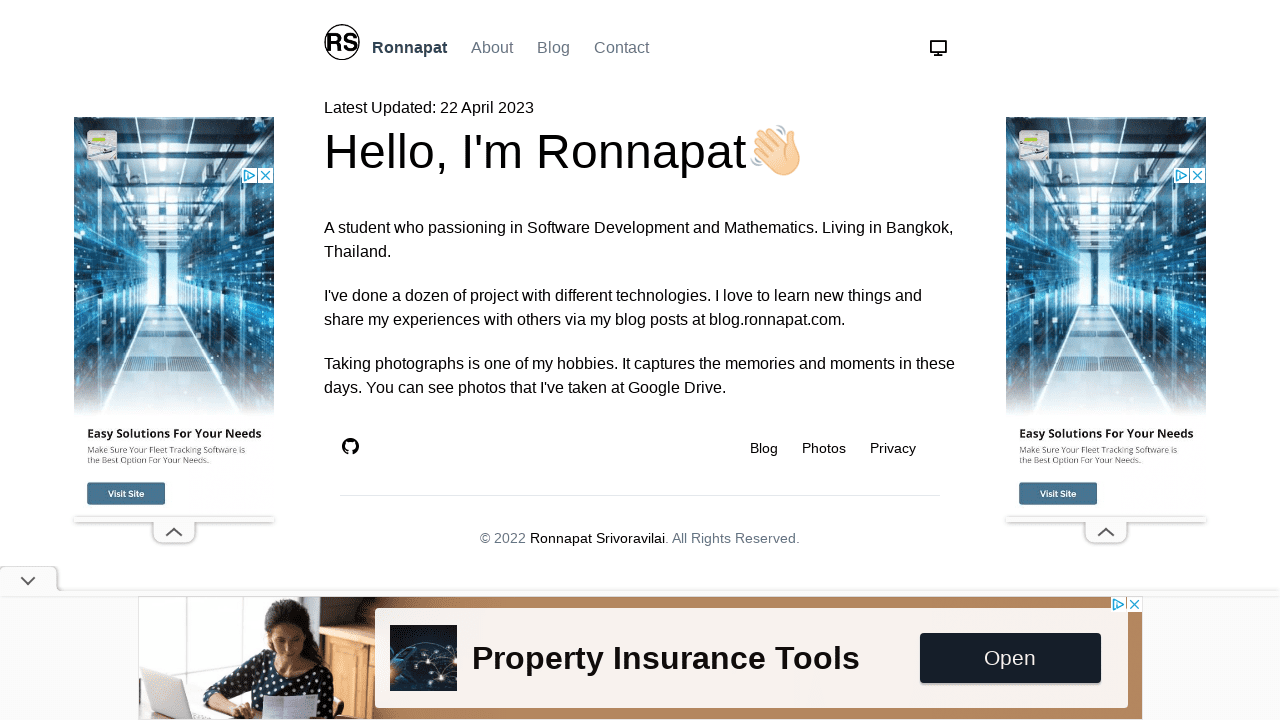 RS
Ronnapat About Blog Contact
Latest Updated: 22 April 2023
Hello, I'm Ronnapat👋🏻
A student who passioning in Software Development and Mathematics. Living in Bangkok,
Thailand.
I've done a dozen of project with different technologies. I love to learn new things and
share my experiences with others via my blog posts at blog.ronnapat.com.
Taking photographs is one of my hobbies. It captures the memories and moments in these
days. You can see photos that I've taken at Google Drive.
Blog Photos Privacy
© 2022 Ronnapat Srivoravilai. All Rights Reserved.
Easy Solutions For Your Needs
Make Sure Your Fleet Tracking Software is
the Best Option For Your Needs.
Visit Site
Easy Solutions For Your Needs
Make Sure Your Fleet Tracking Software is
the Best Option For Your Needs.
Visit Site
Property Insurance Tools
Open